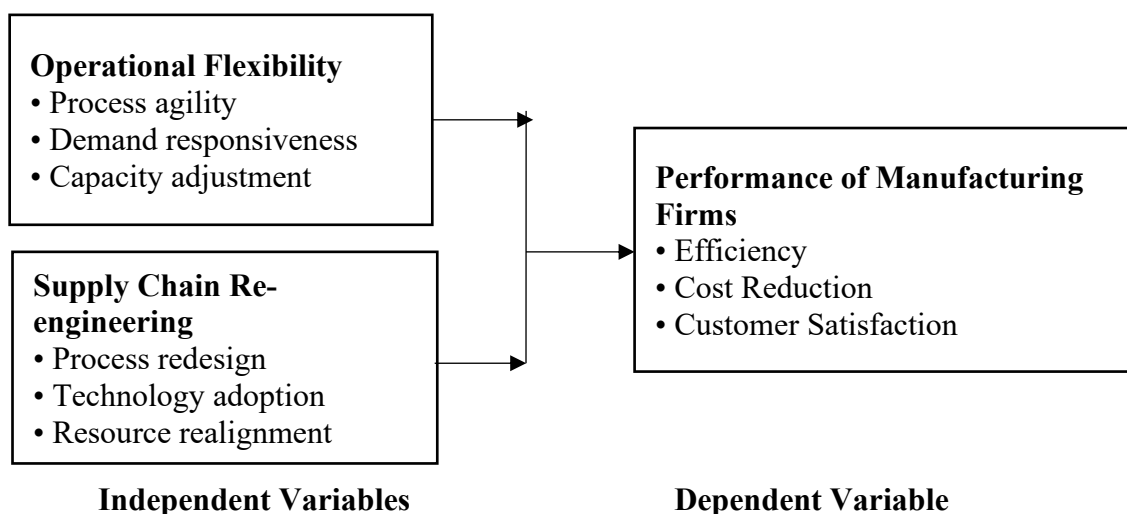 Operational Flexibility
• Process agility
• Demand responsiveness
• Capacity adjustment
Supply Chain Re-
engineering
• Process redesign
• Technology adoption
• Resource realignment
Independent Variables
Performance of Manufacturing
Firms
• Efficiency
• Cost Reduction
• Customer Satisfaction
Dependent Variable